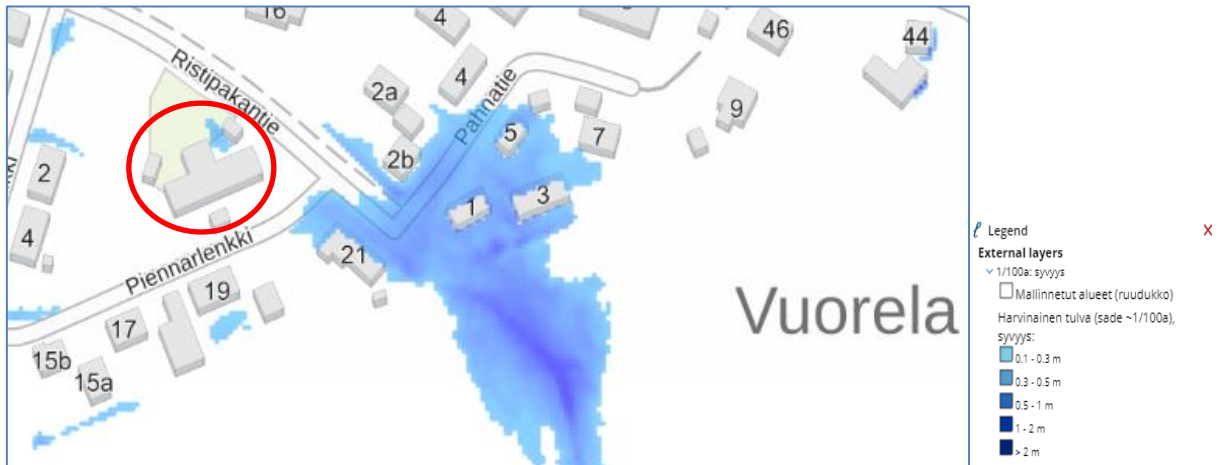 16
4
46
44
Ristipakantie
2a
4
Pahnatie
9
5
7
2b
2
1
3
4
21
Piennarlenkki
19
Vuorela
17
15b
15a
Legend
X
External layers
1/100a: syvyys
Mallinnetut alueet (ruudukko)
Harvinainen tulva (sade ~1/100a),
syvyys:
0.1 - 0.3 m
0.3 - 0.5 m
0.5 - 1 m
1 - 2 m
> 2 m